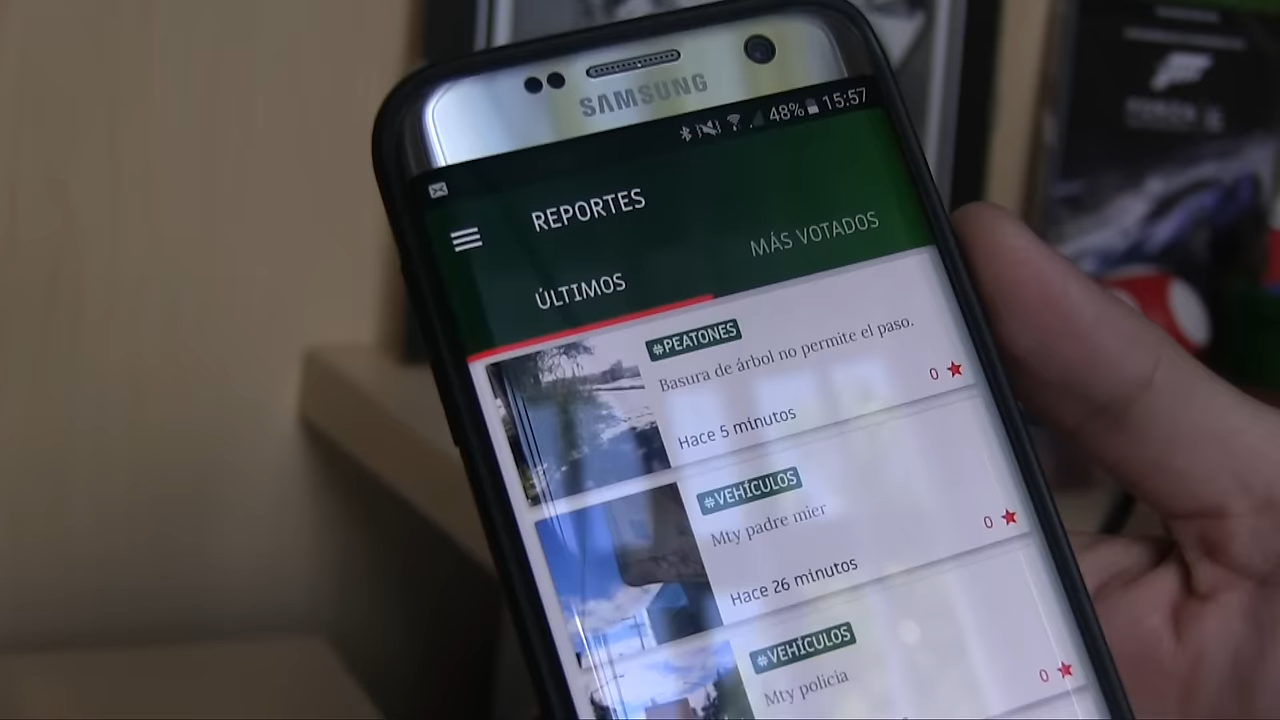 SAMSUNG
48% 15:57
REPORTES
ÚLTIMOS
MÁS VOTADOS
#PEATONES
Basura de árbol no permite el paso.
0
Hace 5 minutos
#VEHÍCULOS
Mty padre mier
0
Hace 26 minutos
#VEHÍCULOS
Mty policia
0